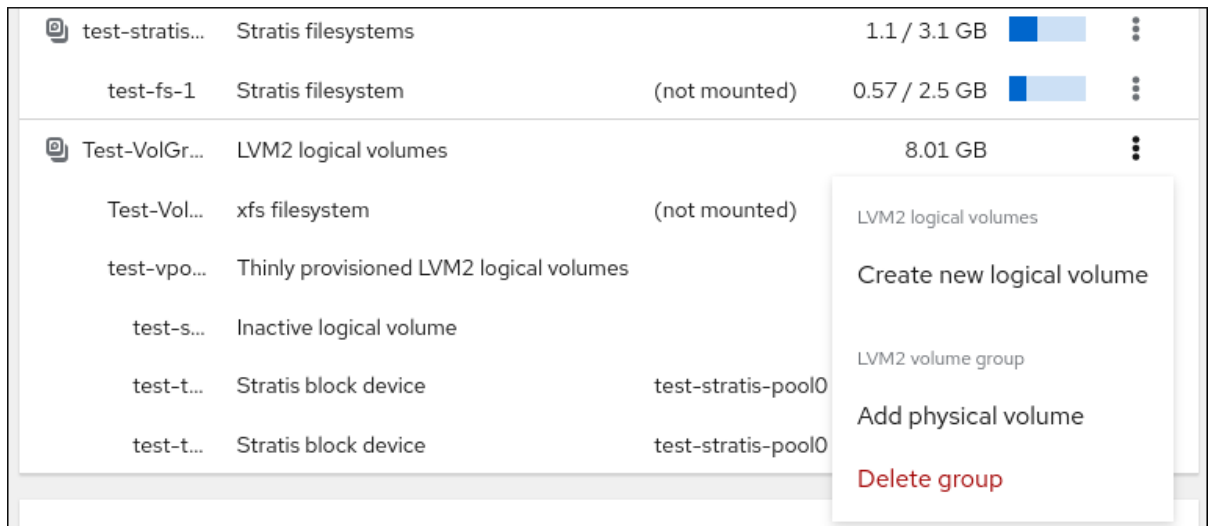 test-stratis... Stratis filesystems 1.1 / 3.1 GB
test-fs-1 Stratis filesystem (not mounted) 0.57 / 2.5 GB
Test-VolGr... LVM2 logical volumes 8.01 GB
Test-Vol... xfs filesystem (not mounted)
test-vpo... Thinly provisioned LVM2 logical volumes
test-s... Inactive logical volume
test-t... Stratis block device test-stratis-pool0
test-t... Stratis block device test-stratis-pool0
LVM2 logical volumes
Create new logical volume
LVM2 volume group
Add physical volume
Delete group